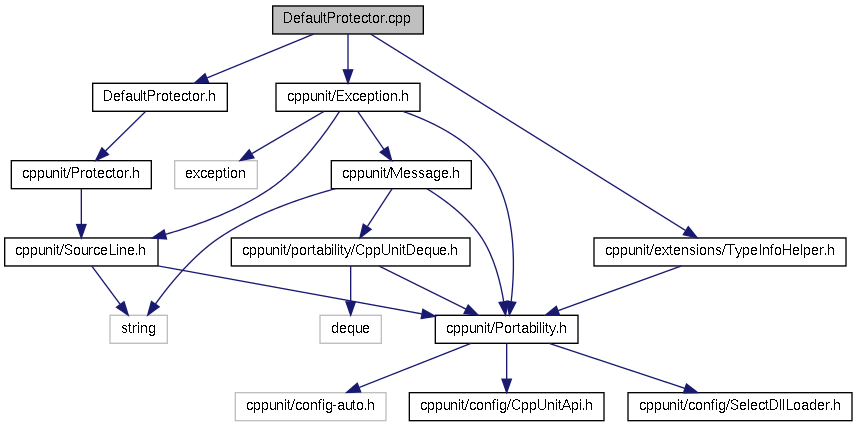 DefaultProtector.cpp
DefaultProtector.h
cppunit/Exception.h
cppunit/Protector.h
exception
cppunit/Message.h
cppunit/SourceLine.h
cppunit/portability/CppUnitDeque.h
cppunit/extensions/TypeInfoHelper.h
string
deque
cppunit/Portability.h
cppunit/config-auto.h
cppunit/config/CppUnitApi.h
cppunit/config/SelectDllLoader.h